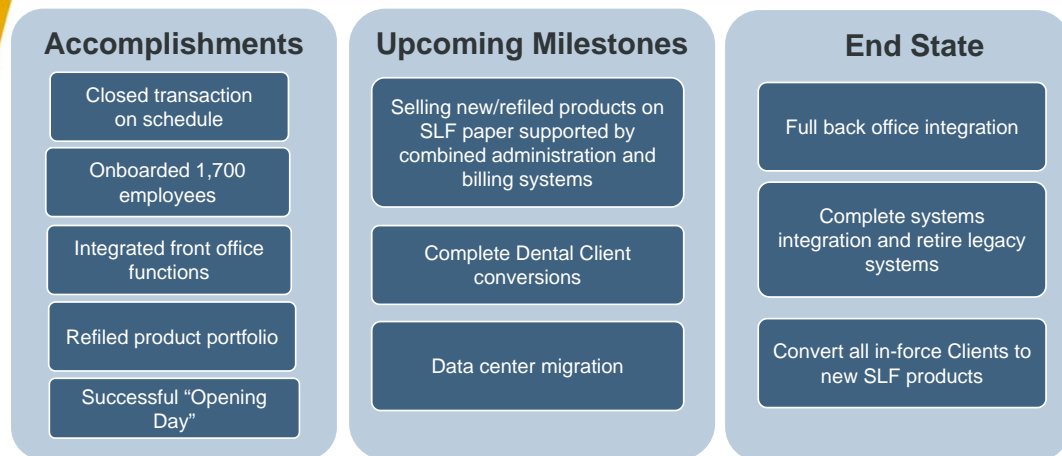 Accomplishments
Closed transaction
on schedule
Onboarded 1,700
employees
Integrated front office
functions
Refiled product portfolio
Successful “Opening
Day”
Upcoming Milestones
Selling new/refiled products on
SLF paper supported by
combined administration and
billing systems
Complete Dental Client
conversions
Data center migration
End State
Full back office integration
Complete systems
integration and retire legacy
systems
Convert all in-force Clients to
new SLF products